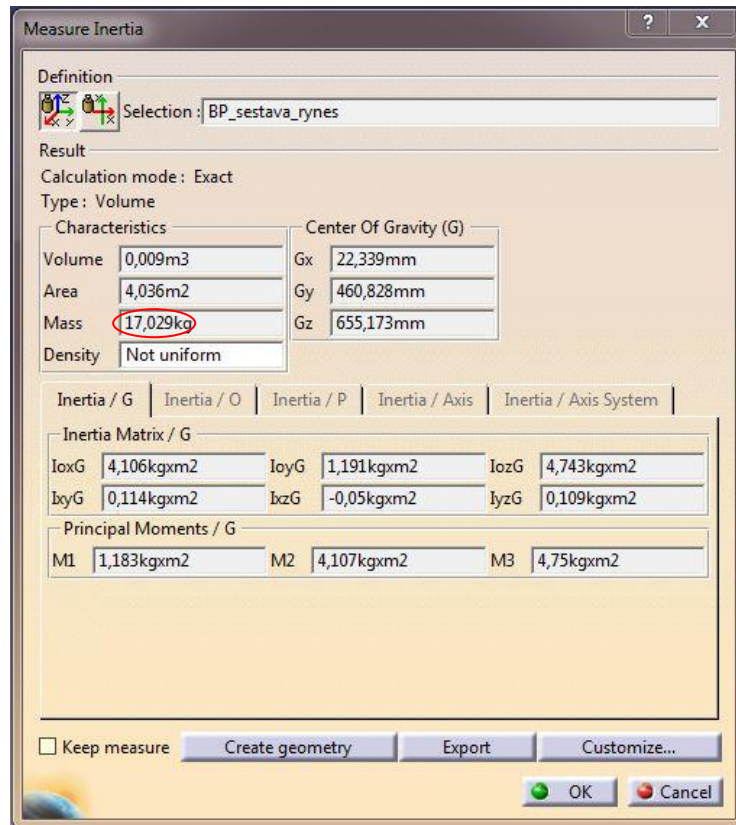 Measure Inertia
? X
Definition
Selection : BP_sestava_rynes
Result
Calculation mode : Exact
Type : Volume
Characteristics
Center Of Gravity (G)
Volume 0,009m3 Gx 22,339mm
Area 4,036m2 Gy 460,828mm
Mass 17,029kg Gz 655,173mm
Density Not uniform
Inertia / G Inertia / O Inertia / P Inertia / Axis Inertia / Axis System
Inertia Matrix / G
IoxG 4,106kgxm2 IoyG 1,191kgxm2 IozG 4,743kgxm2
IxyG 0,114kgxm2 IxzG -0,05kgxm2 IyzG 0,109kgxm2
Principal Moments / G
M1 1,183kgxm2 M2 4,107kgxm2 M3 4,75kgxm2
Keep measure Create geometry Export Customize...
OK Cancel